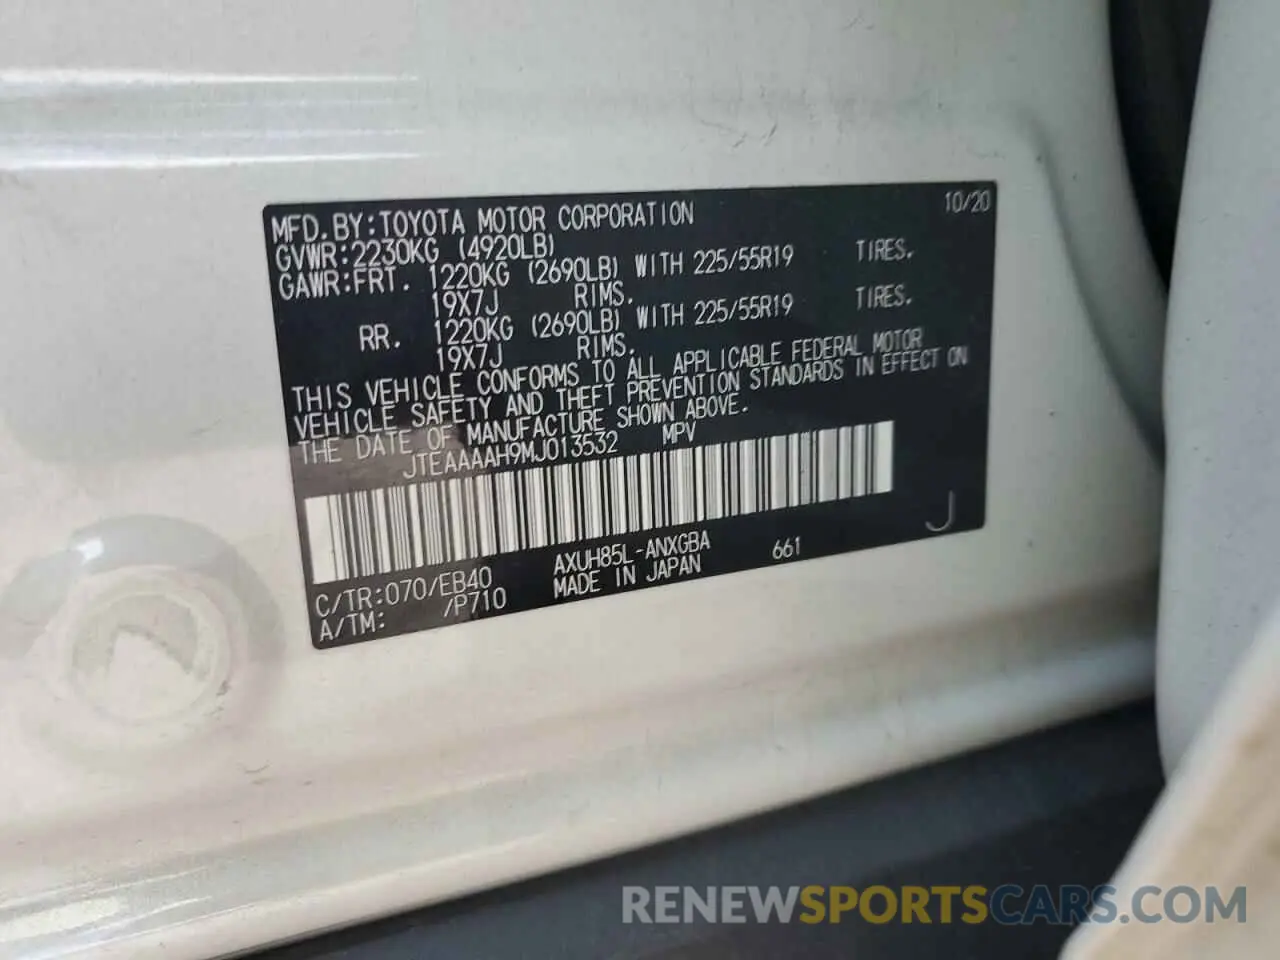 MFD.BY:TOYOTA MOTOR CORPORATION 10/20
GVWR:2230KG (4920LB)
GAWR:FRT. 1220KG (2690LB) WITH 225/55R19 TIRES.
19X7J RIMS.
RR. 1220KG (2690LB) WITH 225/55R19 TIRES.
19X7J RIMS.
THIS VEHICLE CONFORMS TO ALL APPLICABLE FEDERAL MOTOR
VEHICLE SAFETY AND THEFT PREVENTION STANDARDS IN EFFECT ON
THE DATE OF MANUFACTURE SHOWN ABOVE.
JTEAAAAH9MJ013532 MPV
J
C/TR:070/EB40 AXUH85L-ANXGBA 661
A/TM: /P710 MADE IN JAPAN
RENEWSPORTSCARS.COM